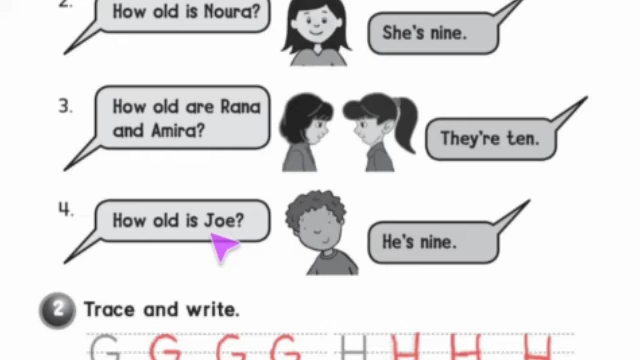 2.
How old is Noura?
She's nine.
3.
How old are Rana
and Amira?
They're ten.
4.
How old is Joe?
He's nine.
2 Trace and write.
G G G G H H H H